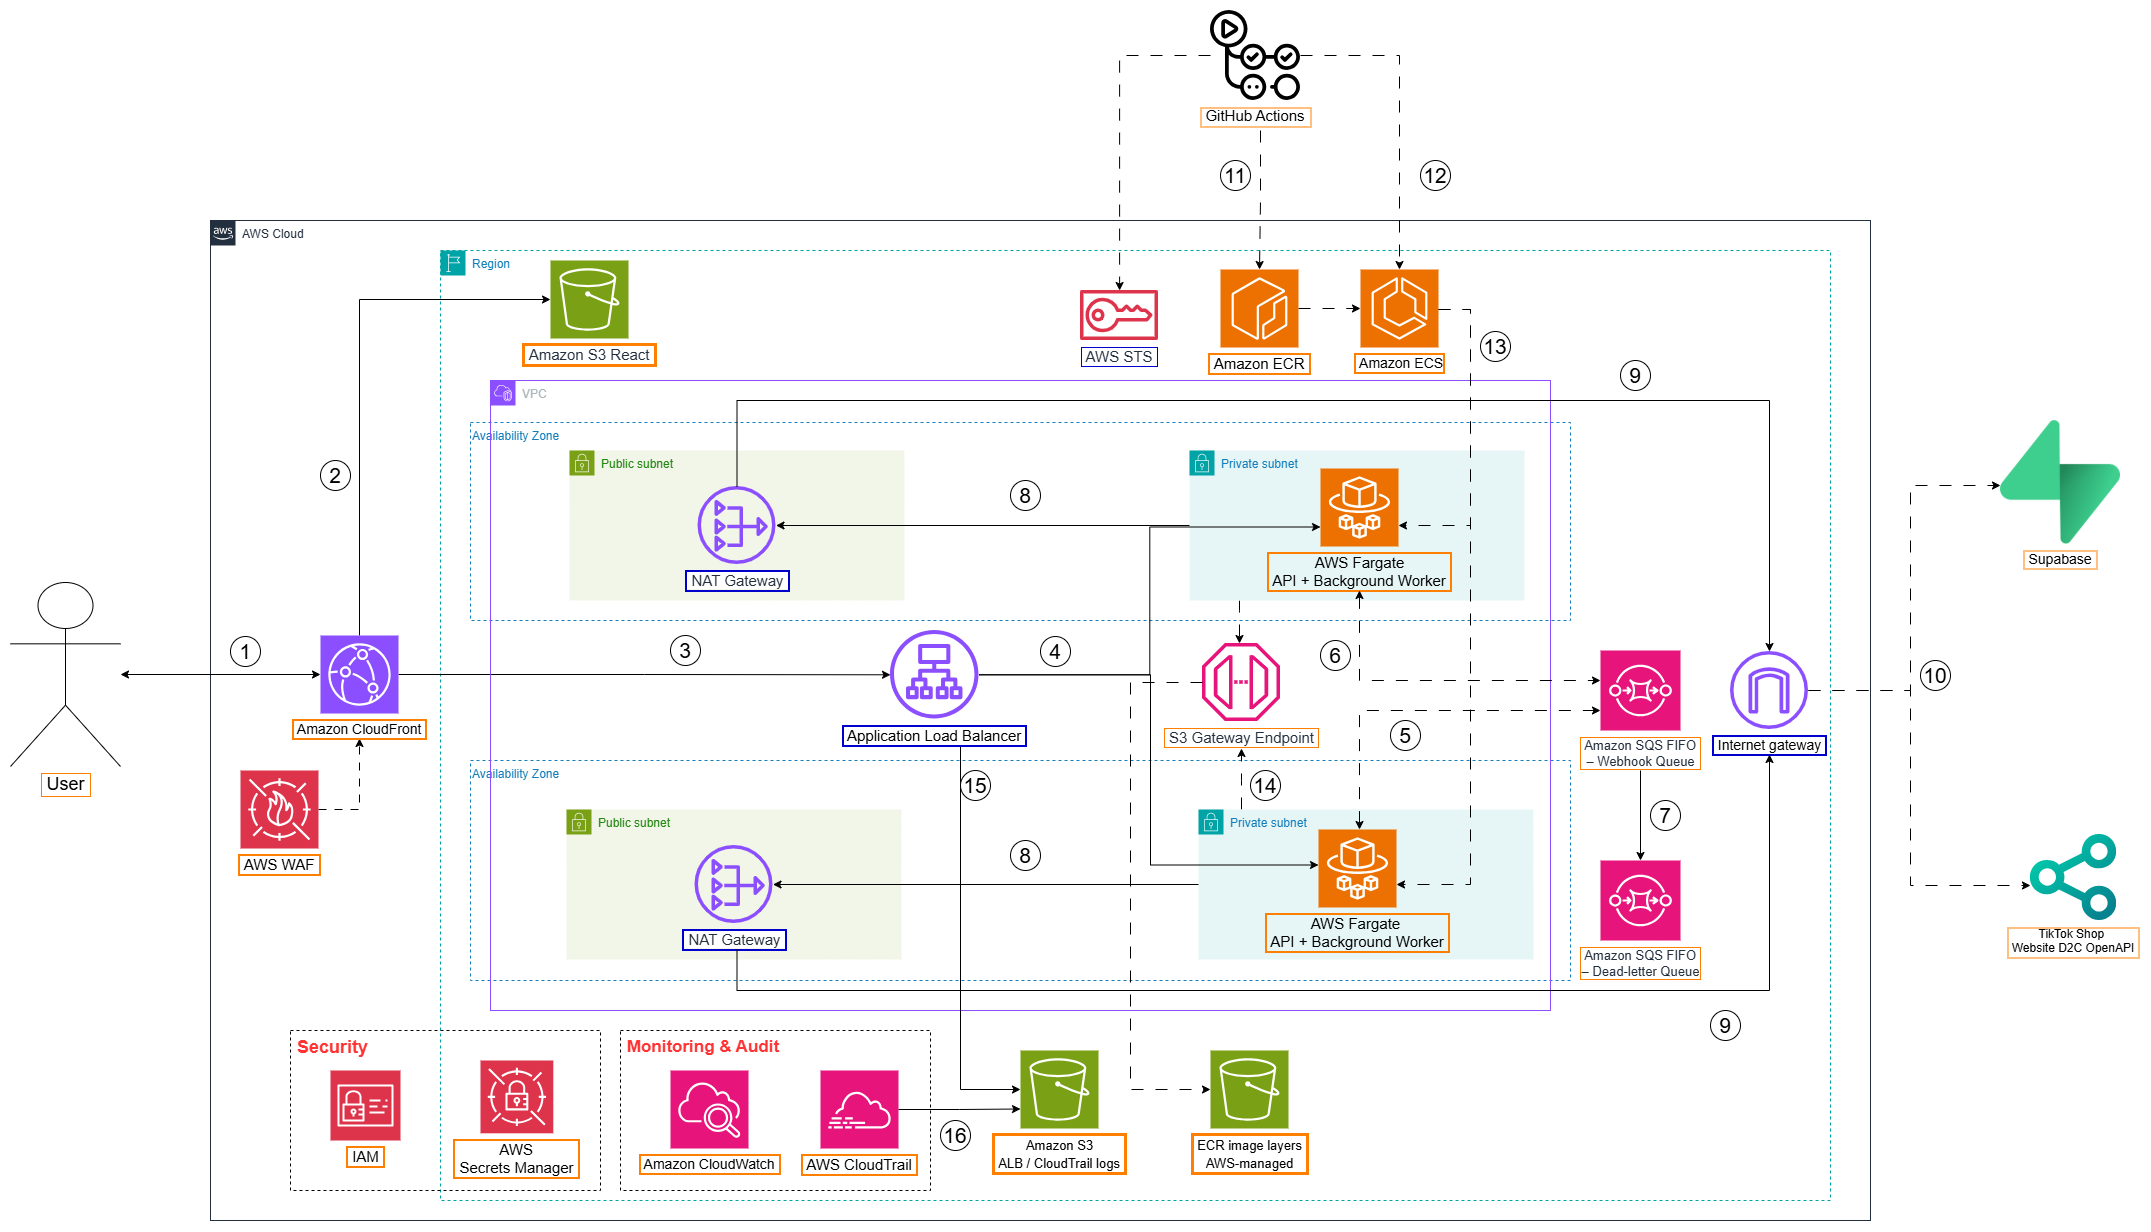 GitHub Actions
11
12
aws
AWS Cloud
Region
Amazon S3 React
AWS STS
Amazon ECR
Amazon ECS
13
9
VPC
2
Availability Zone
Public subnet
NAT Gateway
8
Private subnet
AWS Fargate
API + Background Worker
Supabase
User
1
Amazon CloudFront
AWS WAF
3
Application Load Balancer
4
S3 Gateway Endpoint
6
5
Amazon SQS FIFO
– Webhook Queue
Internet gateway
10
Availability Zone
15
14
7
Public subnet
NAT Gateway
8
Private subnet
AWS Fargate
API + Background Worker
Amazon SQS FIFO
– Dead-letter Queue
TikTok Shop
Website D2C OpenAPI
9
Security
IAM
AWS
Secrets Manager
Monitoring & Audit
Amazon CloudWatch
AWS CloudTrail
16
Amazon S3
ALB / CloudTrail logs
ECR image layers
AWS-managed